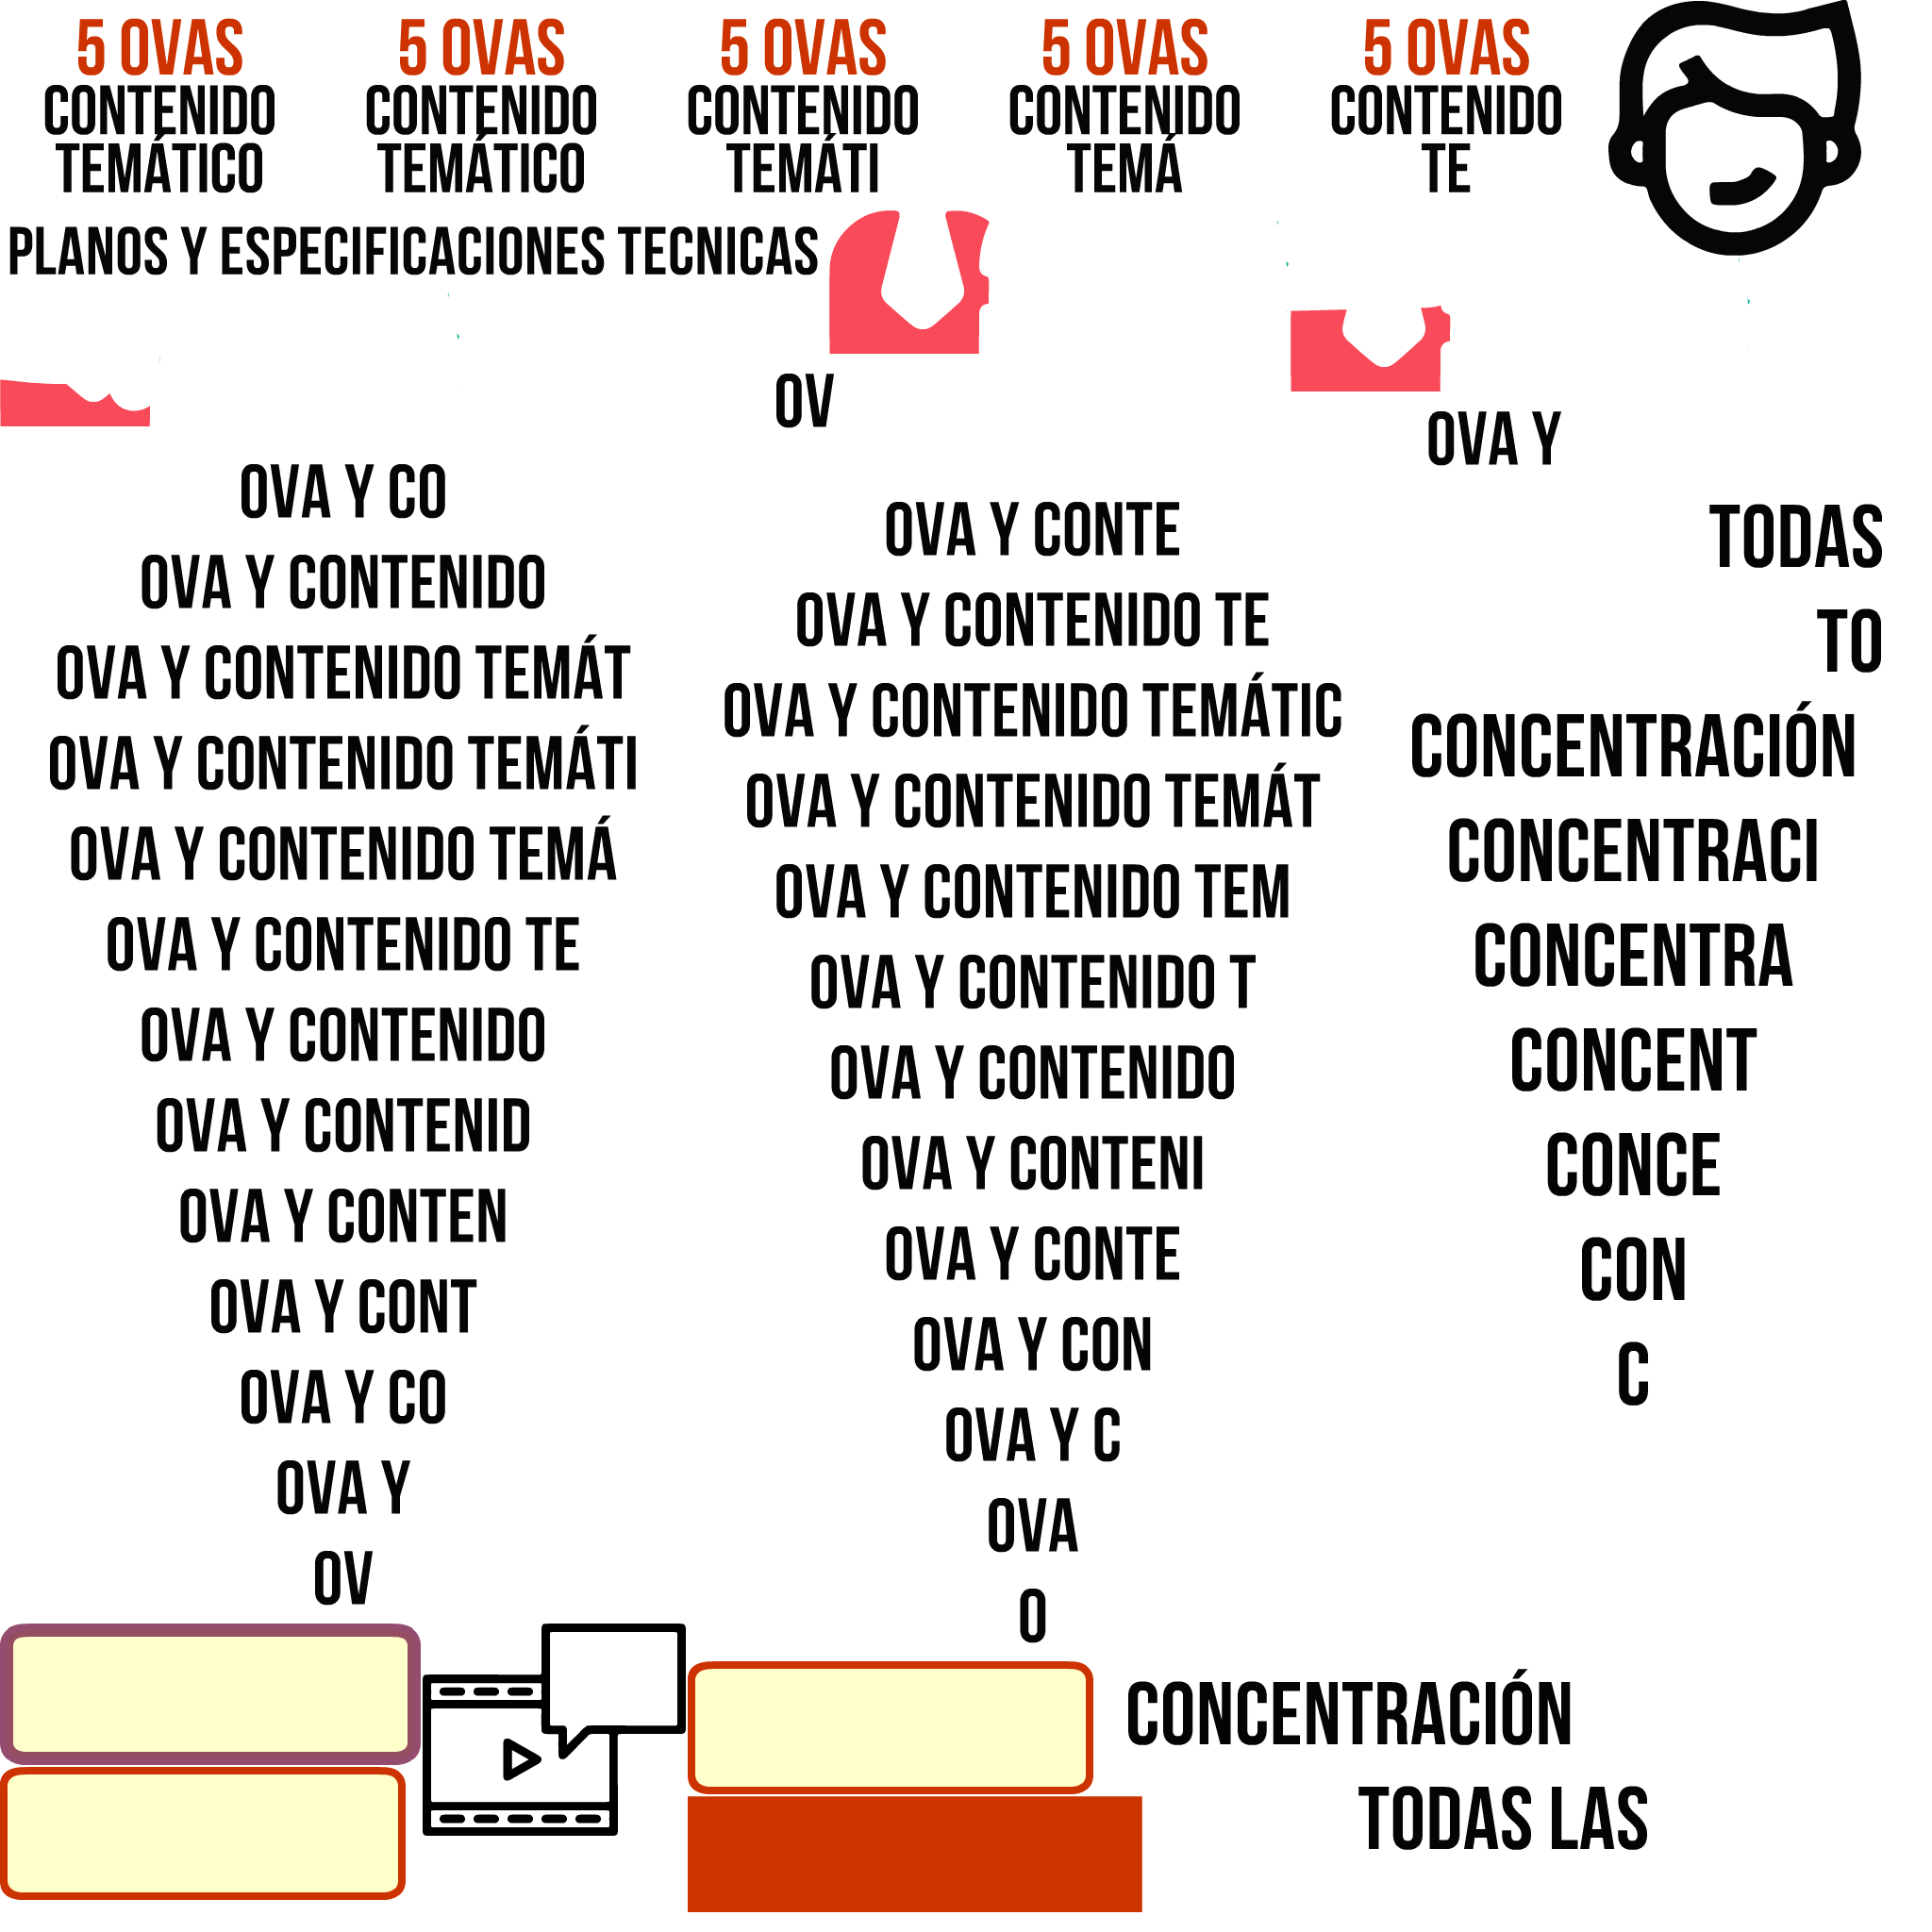 5 OVAS
CONTENIDO
TEMÁTICO
5 OVAS
CONTENIDO
TEMÁTICO
5 OVAS
CONTENIDO
TEMÁTI
5 OVAS
CONTENIDO
TEMÁ
5 OVAS
CONTENIDO
TE
PLANOS Y ESPECIFICACIONES TECNICAS
OVA Y CO
OVA Y CONTENIDO
OVA Y CONTENIDO TEMÁT
OVA Y CONTENIDO TEMÁTI
OVA Y CONTENIDO TEMÁ
OVA Y CONTENIDO TE
OVA Y CONTENIDO
OVA Y CONTENID
OVA Y CONTEN
OVA Y CONT
OVA Y CO
OVA Y
OV
OV
OVA Y CONTE
OVA Y CONTENIDO TE
OVA Y CONTENIDO TEMÁTIC
OVA Y CONTENIDO TEMÁT
OVA Y CONTENIDO TEM
OVA Y CONTENIDO T
OVA Y CONTENIDO
OVA Y CONTENI
OVA Y CONTE
OVA Y CON
OVA Y C
OVA
O
OVA Y
TODAS
TO
CONCENTRACIÓN
CONCENTRACI
CONCENTRA
CONCENT
CONCE
CON
C
CONCENTRACIÓN
TODAS LAS